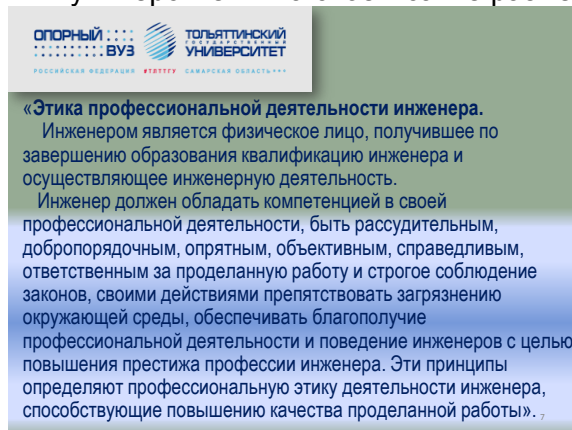 ОПОРНЫЙ
ВУЗ
ТОЛЬЯТТИНСКИЙ
ГОСУДАРСТВЕННЫЙ
УНИВЕРСИТЕТ
РОССИЙСКАЯ ФЕДЕРАЦИЯ #ТЛТТГУ САМАРСКАЯ ОБЛАСТЬ
«Этика профессиональной деятельности инженера.
Инженером является физическое лицо, получившее по
завершению образования квалификацию инженера и
осуществляющее инженерную деятельность.
Инженер должен обладать компетенцией в своей
профессиональной деятельности, быть рассудительным,
добропорядочным, опрятным, объективным, справедливым,
ответственным за проделанную работу и строгое соблюдение
законов, своими действиями препятствовать загрязнению
окружающей среды, обеспечивать благополучие
профессиональной деятельности и поведение инженеров с целью
повышения престижа профессии инженера. Эти принципы
определяют профессиональную этику деятельности инженера,
способствующие повышению качества проделанной работы».
7